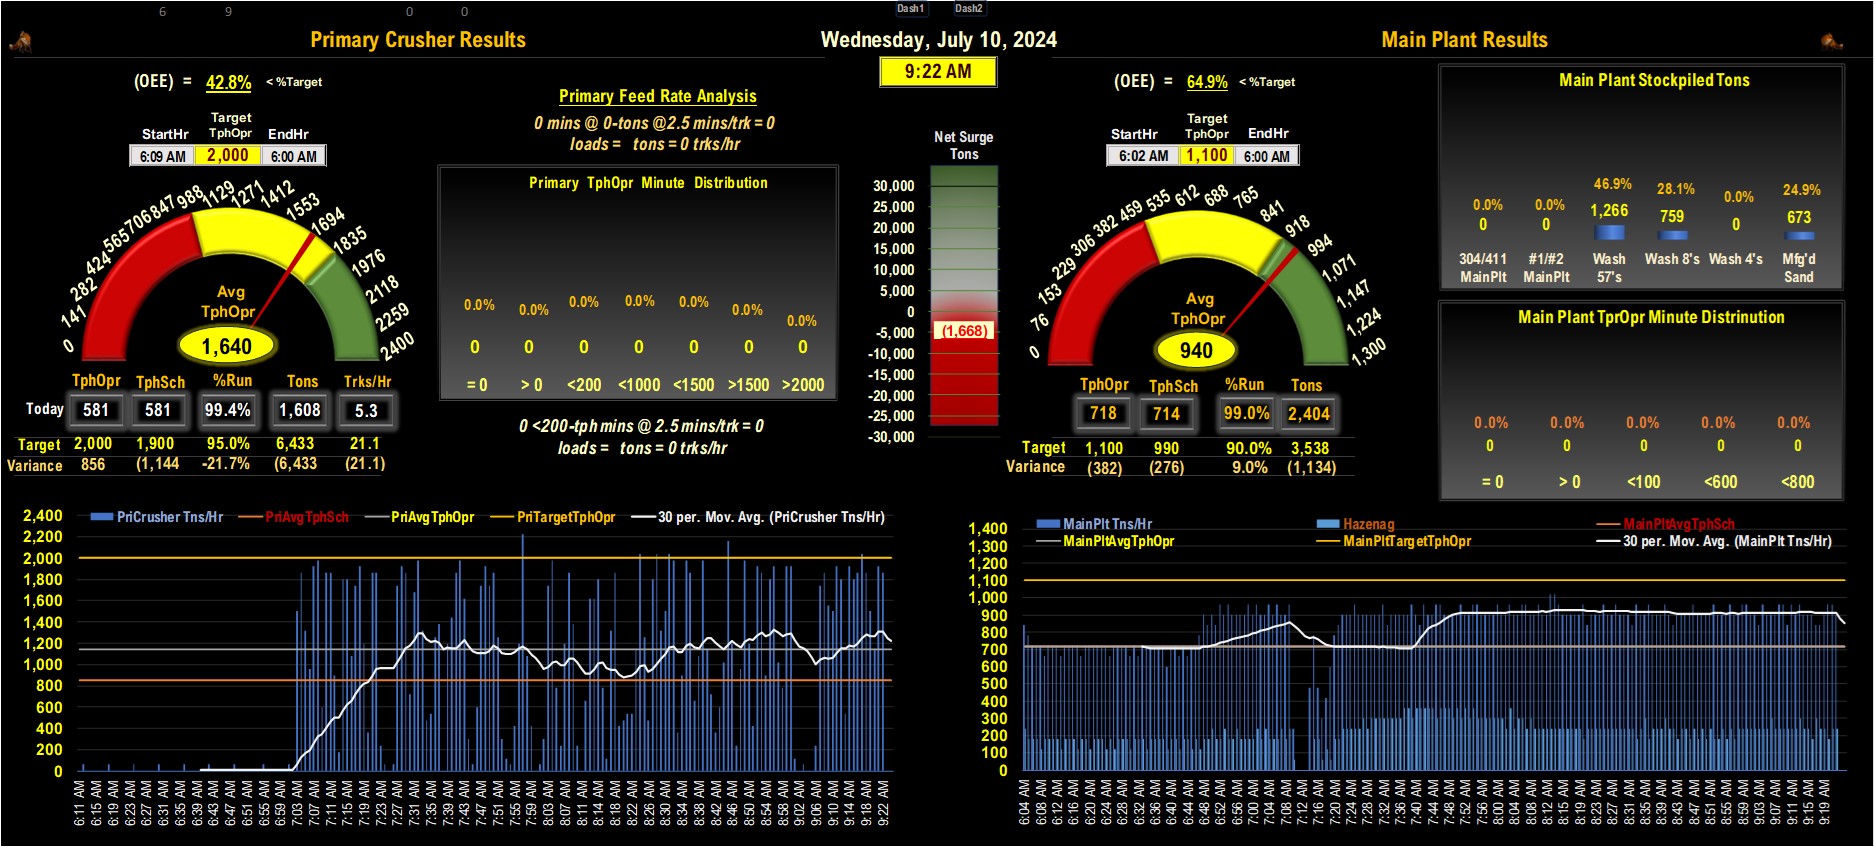 6 9 0 0 Dash1 Dash2
Primary Crusher Results
Wednesday, July 10, 2024
Main Plant Results
9:22 AM
(OEE) = 42.8% < %Target
Target
StartHr TphOpr EndHr
6:09 AM 2,000 6:00 AM
0 141 282 424 565 706 847 988 1129 1271 1412 1553 1694 1835 1976 2118 2259 2400
Avg
TphOpr
1,640
TphOpr TphSch %Run Tons Trks/Hr
Today 581 581 99.4% 1,608 5.3
Target 2,000 1,900 95.0% 6,433 21.1
Variance 856 (1,144 -21.7% (6,433 (21.1)
Primary Feed Rate Analysis
0 mins @ 0-tons @2.5 mins/trk = 0
loads = tons = 0 trks/hr
Primary TphOpr Minute Distribution
0.0% 0.0% 0.0% 0.0% 0.0% 0.0% 0.0%
0 0 0 0 0 0 0
= 0 > 0 <200 <1000 <1500 >1500 >2000
0 <200-tph mins @ 2.5 mins/trk = 0
loads = tons = 0 trks/hr
Net Surge
Tons
30,000
25,000
20,000
15,000
10,000
5,000
0
-5,000
(1,668)
-10,000
-15,000
-20,000
-25,000
-30,000
(OEE) = 64.9% < %Target
Target
StartHr TphOpr EndHr
6:02 AM 1,100 6:00 AM
0 76 153 229 306 382 459 535 612 688 765 841 918 994 1,071 1,147 1,224 1,300
Avg
TphOpr
940
TphOpr TphSch %Run Tons
718 714 99.0% 2,404
Target 1,100 990 90.0% 3,538
Variance (382) (276) 9.0% (1,134)
Main Plant Stockpiled Tons
0.0% 0.0% 46.9% 28.1% 0.0% 24.9%
0 0 1,266 759 0 673
304/411 #1/#2 Wash Wash 8's Wash 4's Mfg'd
MainPlt MainPlt 57's Sand
Main Plant TprOpr Minute Distrinution
0.0% 0.0% 0.0% 0.0% 0.0%
0 0 0 0 0
= 0 > 0 <100 <600 <800
PriCrusher Tns/Hr PriAvgTphSch PriAvgTphOpr PriTargetTphOpr 30 per. Mov. Avg. (PriCrusher Tns/Hr)
2,400
2,200
2,000
1,800
1,600
1,400
1,200
1,000
800
600
400
200
0
6:11 AM 6:15 AM 6:19 AM 6:23 AM 6:27 AM 6:31 AM 6:35 AM 6:39 AM 6:43 AM 6:47 AM 6:51 AM 6:55 AM 6:59 AM 7:03 AM 7:07 AM 7:11 AM 7:15 AM 7:19 AM 7:23 AM 7:27 AM 7:31 AM 7:35 AM 7:39 AM 7:43 AM 7:47 AM 7:51 AM 7:55 AM 7:59 AM 8:03 AM 8:07 AM 8:11 AM 8:14 AM 8:18 AM 8:22 AM 8:26 AM 8:30 AM 8:34 AM 8:38 AM 8:42 AM 8:46 AM 8:50 AM 8:54 AM 8:58 AM 9:02 AM 9:06 AM 9:10 AM 9:14 AM 9:18 AM 9:22 AM
MainPlt Tns/Hr Hazenag MainPltAvgTphSch
MainPltAvgTphOpr MainPltTargetTphOpr 30 per. Mov. Avg. (MainPlt Tns/Hr)
1,400
1,300
1,200
1,100
1,000
900
800
700
600
500
400
300
200
100
0
6:04 AM 6:08 AM 6:12 AM 6:16 AM 6:20 AM 6:24 AM 6:28 AM 6:32 AM 6:36 AM 6:40 AM 6:44 AM 6:48 AM 6:52 AM 6:56 AM 7:00 AM 7:04 AM 7:08 AM 7:12 AM 7:16 AM 7:20 AM 7:24 AM 7:28 AM 7:32 AM 7:36 AM 7:40 AM 7:44 AM 7:48 AM 7:52 AM 7:56 AM 8:00 AM 8:04 AM 8:08 AM 8:12 AM 8:15 AM 8:19 AM 8:23 AM 8:27 AM 8:31 AM 8:35 AM 8:39 AM 8:43 AM 8:47 AM 8:51 AM 8:55 AM 8:59 AM 9:03 AM 9:07 AM 9:11 AM 9:15 AM 9:19 AM